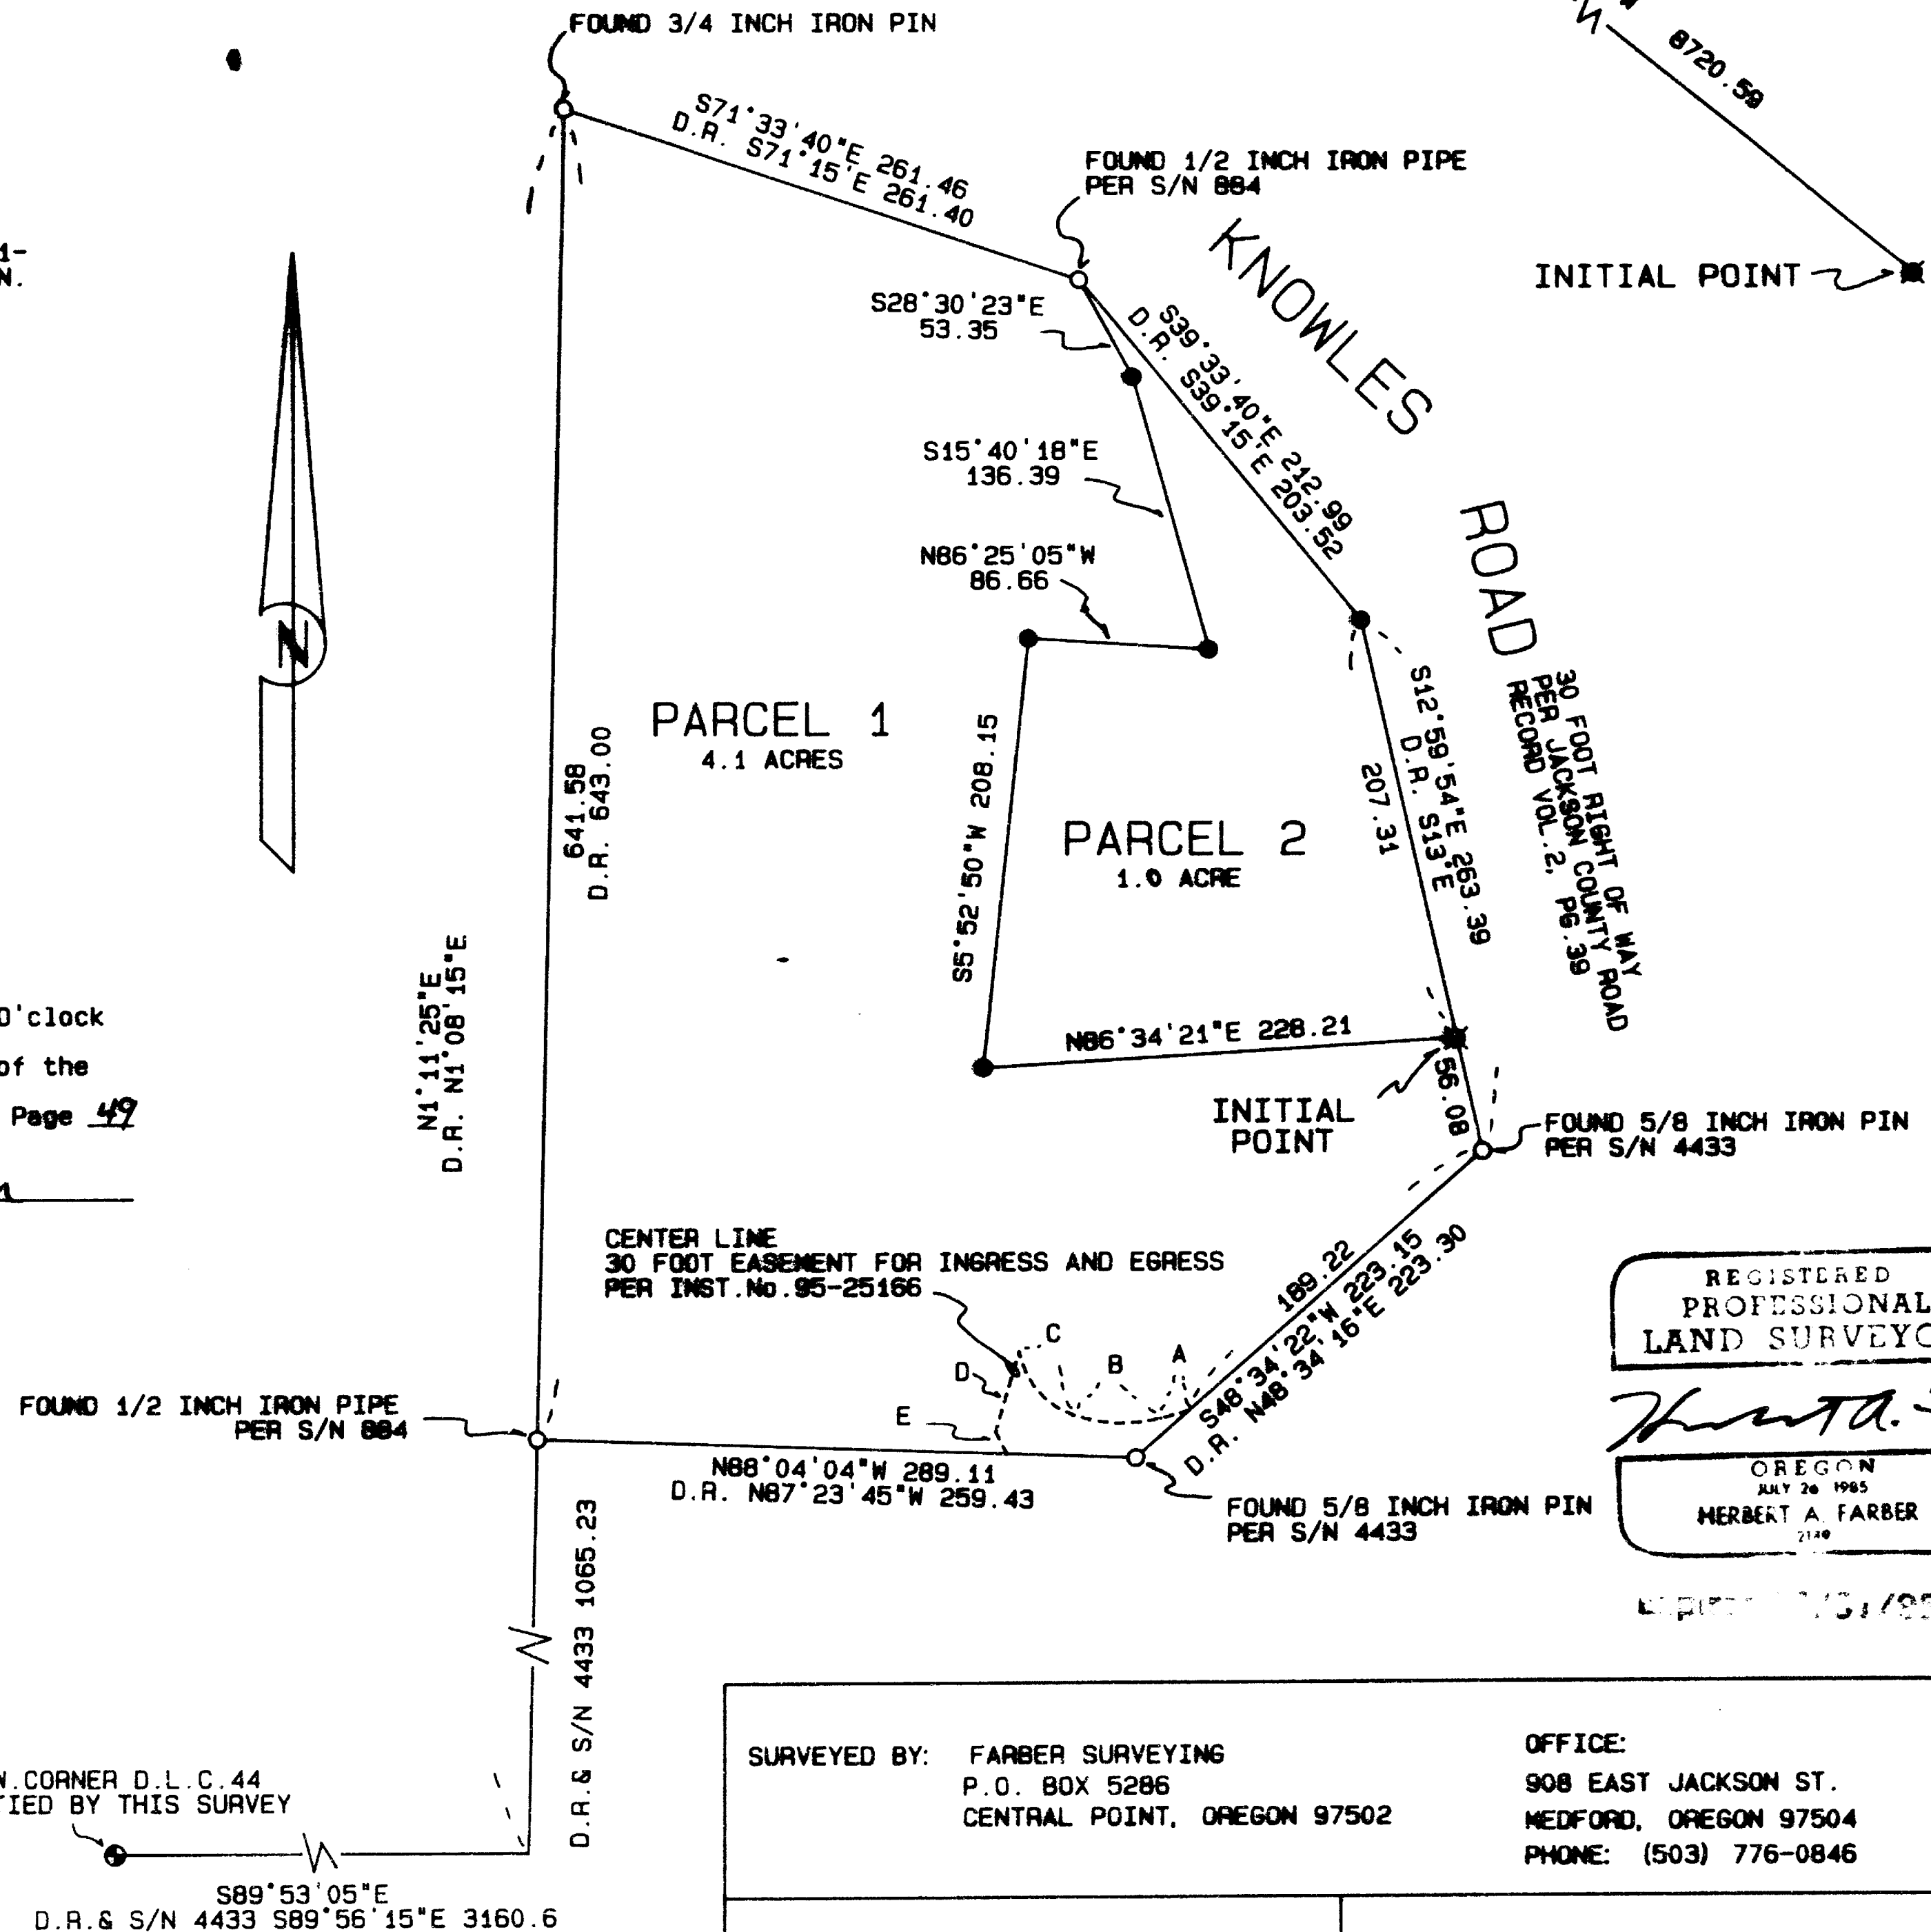 FOUND 3/4 INCH IRON PIN
8720.59
S71°33'40"E 261.46
D.R. S71°15'E 261.40
FOUND 1/2 INCH IRON PIPE
PER S/N 884
KNOWLES
ROAD
INITIAL POINT
1-
N.
S28°30'23"E
53.35
S39°33'40"E 212.99
D.R. S39°15'E 203.52
S15°40'18"E
136.39
N86°25'05"W
86.66
N
PARCEL 1
4.1 ACRES
641.58
D.R. 643.00
S5°52'50"W 208.15
PARCEL 2
1.0 ACRE
S12°59'54"E 263.39
D.R. S13°E
207.31
30 FOOT RIGHT OF WAY
PER JACKSON COUNTY ROAD
RECORD VOL.2, PG.39
N1°11'25"E
D.R. N1°08'15"E
O'clock
of the
Page 49
N86°34'21"E 228.21
INITIAL
POINT
56.08
FOUND 5/8 INCH IRON PIN
PER S/N 4433
CENTER LINE
30 FOOT EASEMENT FOR INGRESS AND EGRESS
PER INST.No.95-25166
189.22
S48°34'22"W 223.15
D.R. N48°34'16"E 223.30
A
B
C
D
E
FOUND 1/2 INCH IRON PIPE
PER S/N 884
N88°04'04"W 289.11
D.R. N87°23'45"W 259.43
FOUND 5/8 INCH IRON PIN
PER S/N 4433
REGISTERED
PROFESSIONAL
LAND SURVEYO
OREGON
JULY 26 1985
HERBERT A. FARBER
2189
D.R.& S/N 4433 1065.23
W.CORNER D.L.C.44
TIED BY THIS SURVEY
S89°53'05"E
D.R.& S/N 4433 S89°56'15"E 3160.6
SURVEYED BY: FARBER SURVEYING
P.O. BOX 5286
CENTRAL POINT, OREGON 97502
OFFICE:
908 EAST JACKSON ST.
MEDFORD, OREGON 97504
PHONE: (503) 776-0846